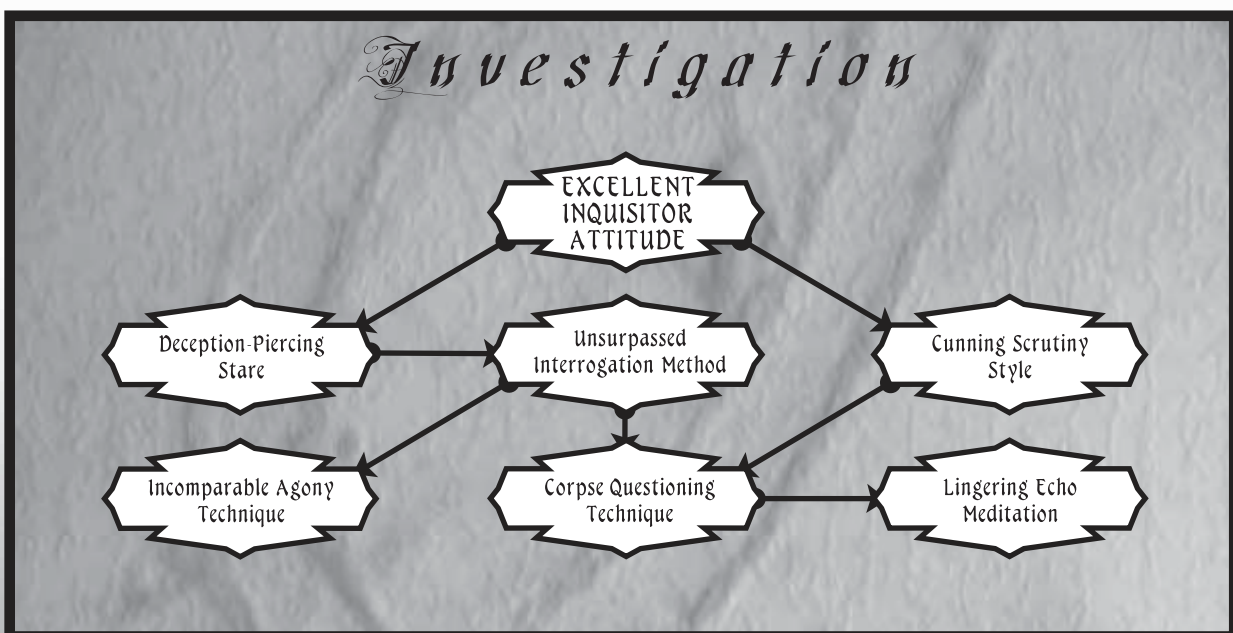 Investigation
EXCELLENT
INQUISITOR
ATTITUDE
Deception-Piercing
Stare
Unsurpassed
Interrogation Method
Cunning Scrutiny
Style
Incomparable Agony
Technique
Corpse Questioning
Technique
Lingering Echo
Meditation